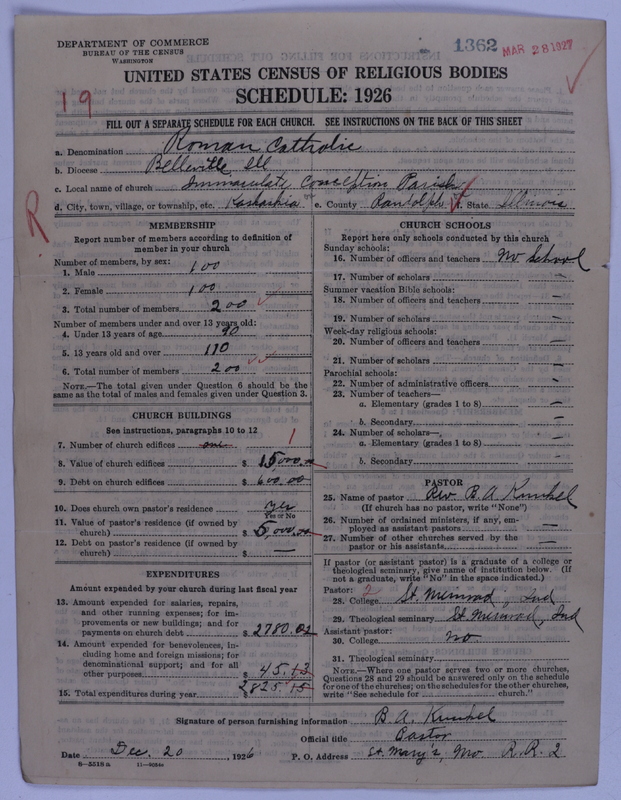 DEPARTMENT OF COMMERCE
BUREAU OF THE CENSUS
WASHINGTON
1362 MAR 28 1927
19
UNITED STATES CENSUS OF RELIGIOUS BODIES
SCHEDULE: 1926
FILL OUT A SEPARATE SCHEDULE FOR EACH CHURCH. SEE INSTRUCTIONS ON THE BACK OF THIS SHEET
a. Denomination Roman Catholic
b. Diocese Belleville Ill
c. Local name of church Immaculate Conception Parish
d. City, town, village, or township, etc. Kaskaskia e. County Randolph f. State Illinois
R
MEMBERSHIP
Report number of members according to definition of
member in your church
Number of members, by sex:
1. Male 100
2. Female 100
3. Total number of members 200
Number of members under and over 13 years old:
4. Under 13 years of age 90
5. 13 years old and over 110
6. Total number of members 200
NOTE.—The total given under Question 6 should be the
same as the total of males and females given under Question 3.
CHURCH BUILDINGS
See instructions, paragraphs 10 to 12
7. Number of church edifices one 1
8. Value of church edifices $ 15,000.00
9. Debt on church edifices $ 600.00
10. Does church own pastor's residence yes
Yes or No
11. Value of pastor's residence (if owned by
church) $ 5,000.00
12. Debt on pastor's residence (if owned by
church) $ —
EXPENDITURES
Amount expended by your church during last fiscal year
13. Amount expended for salaries, repairs,
and other running expenses; for im-
provements or new buildings; and for
payments on church debt $ 2780.02
14. Amount expended for benevolences, in-
cluding home and foreign missions; for
denominational support; and for all
other purposes $ 45.13
15. Total expenditures during year $ 2825.15
CHURCH SCHOOLS
Report here only schools conducted by this church
Sunday schools:
16. Number of officers and teachers No School
17. Number of scholars —
Summer vacation Bible schools:
18. Number of officers and teachers —
19. Number of scholars —
Week-day religious schools:
20. Number of officers and teachers —
21. Number of scholars —
Parochial schools:
22. Number of administrative officers —
23. Number of teachers—
a. Elementary (grades 1 to 8) —
b. Secondary —
24. Number of scholars—
a. Elementary (grades 1 to 8) —
b. Secondary —
PASTOR
25. Name of pastor Rev. B. A. Kunkel
(If church has no pastor, write "None")
26. Number of ordained ministers, if any, em-
ployed as assistant pastors —
27. Number of other churches served by the
pastor or his assistants —
If pastor (or assistant pastor) is a graduate of a college or
theological seminary, give name of institution below. (If
not a graduate, write "No" in the space indicated.)
Pastor: 2
28. College St. Meinrad, Ind
29. Theological seminary St. Meinrad, Ind
Assistant pastor:
30. College No
31. Theological seminary
NOTE.—Where one pastor serves two or more churches,
Questions 28 and 29 should be answered only on the schedule
for one of the churches; on the schedules for the other churches,
write "See schedule for church."
Signature of person furnishing information B. A. Kunkel
Official title Pastor
Date Dec. 20, 1926 P. O. Address St. Mary's, Mo. R. R. 2
8—5518 a